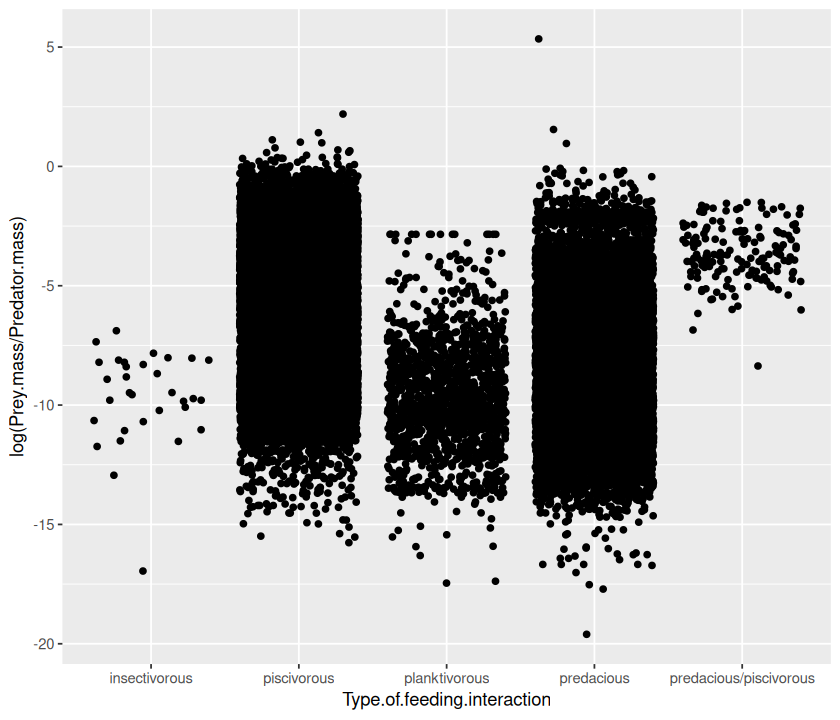 log(Prey.mass/Predator.mass)
5
0
-5
-10
-15
-20
insectivorous piscivorous planktivorous predacious predacious/piscivorous
Type.of.feeding.interaction